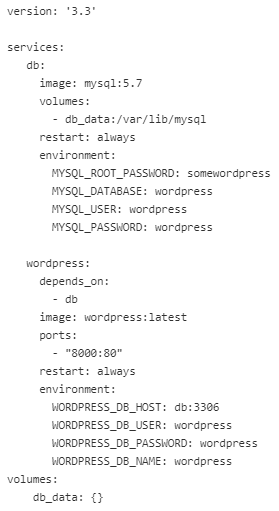 version: '3.3'

services:
   db:
     image: mysql:5.7
     volumes:
       - db_data:/var/lib/mysql
     restart: always
     environment:
       MYSQL_ROOT_PASSWORD: somewordpress
       MYSQL_DATABASE: wordpress
       MYSQL_USER: wordpress
       MYSQL_PASSWORD: wordpress

   wordpress:
     depends_on:
       - db
     image: wordpress:latest
     ports:
       - "8000:80"
     restart: always
     environment:
       WORDPRESS_DB_HOST: db:3306
       WORDPRESS_DB_USER: wordpress
       WORDPRESS_DB_PASSWORD: wordpress
       WORDPRESS_DB_NAME: wordpress
volumes:
    db_data: {}